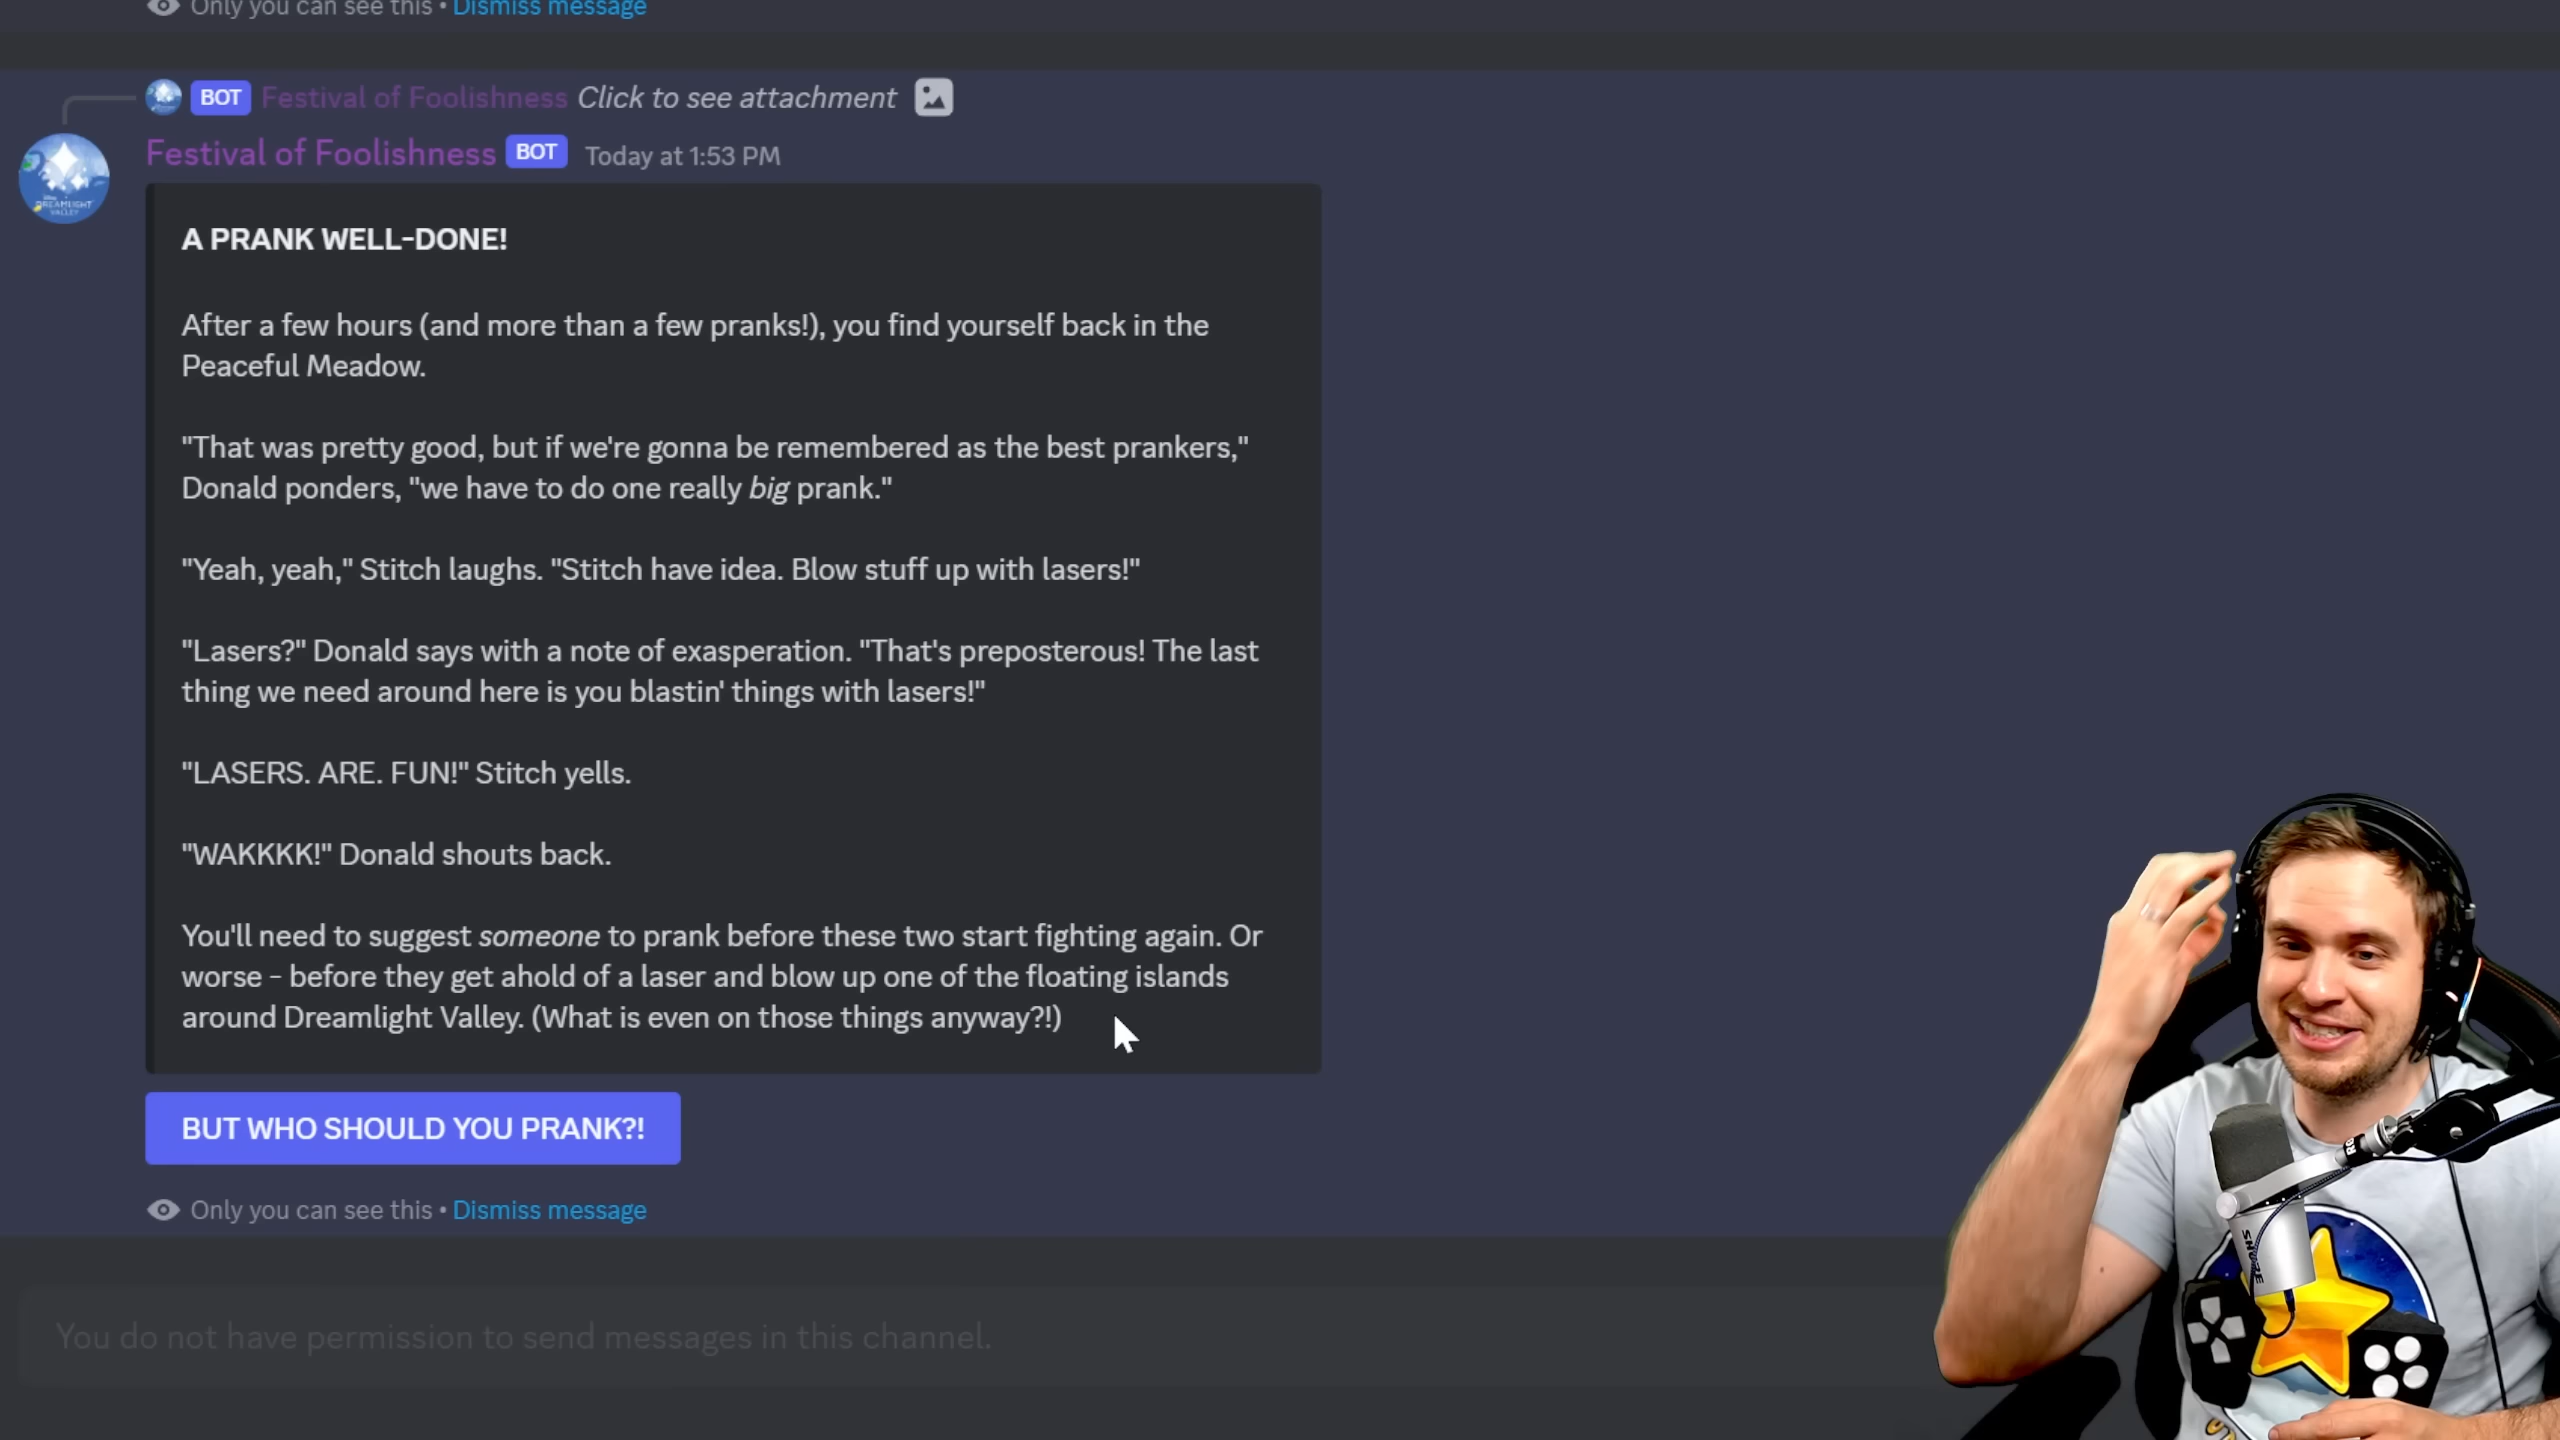 Only you can see this • Dismiss message
BOT Festival of Foolishness Click to see attachment
Festival of Foolishness BOT Today at 1:53 PM
DREAMLIGHT
VALLEY
A PRANK WELL-DONE!
After a few hours (and more than a few pranks!), you find yourself back in the
Peaceful Meadow.
"That was pretty good, but if we're gonna be remembered as the best prankers,"
Donald ponders, "we have to do one really big prank."
"Yeah, yeah," Stitch laughs. "Stitch have idea. Blow stuff up with lasers!"
"Lasers?" Donald says with a note of exasperation. "That's preposterous! The last
thing we need around here is you blastin' things with lasers!"
"LASERS. ARE. FUN!" Stitch yells.
"WAKKKK!" Donald shouts back.
You'll need to suggest someone to prank before these two start fighting again. Or
worse - before they get ahold of a laser and blow up one of the floating islands
around Dreamlight Valley. (What is even on those things anyway?!)
BUT WHO SHOULD YOU PRANK?!
Only you can see this • Dismiss message
You do not have permission to send messages in this channel.
SHURE